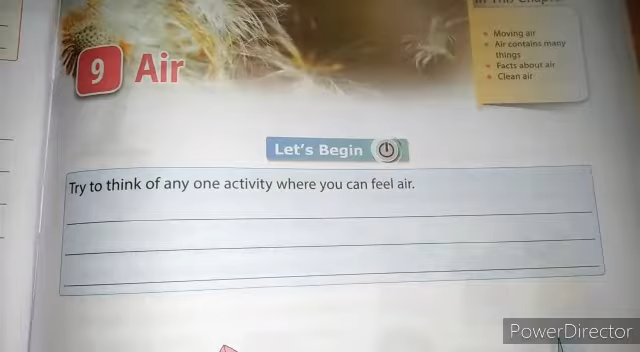 9 Air
Moving air
Air contains many
things
Facts about air
Clean air
Let's Begin
Try to think of any one activity where you can feel air.
PowerDirector